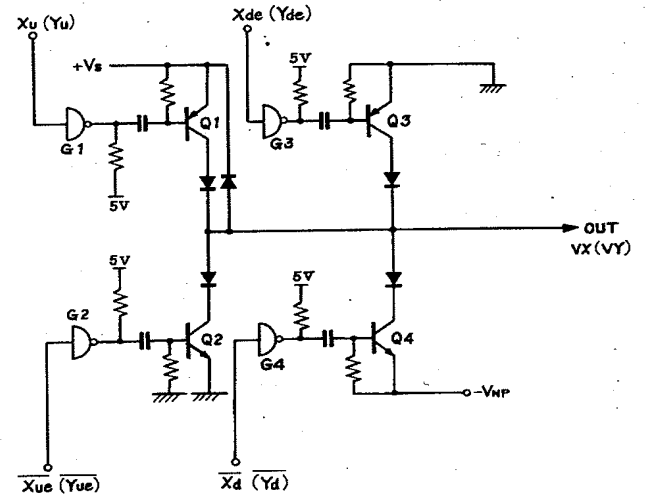 Xu (Yu)
Xde (Yde)
+Vs
5V
Q1
Q3
G1
G3
5V
OUT
VX (VY)
5V
5V
G2
Q2
G4
Q4
-VNP
Xue (Yue)
Xd (Yd)